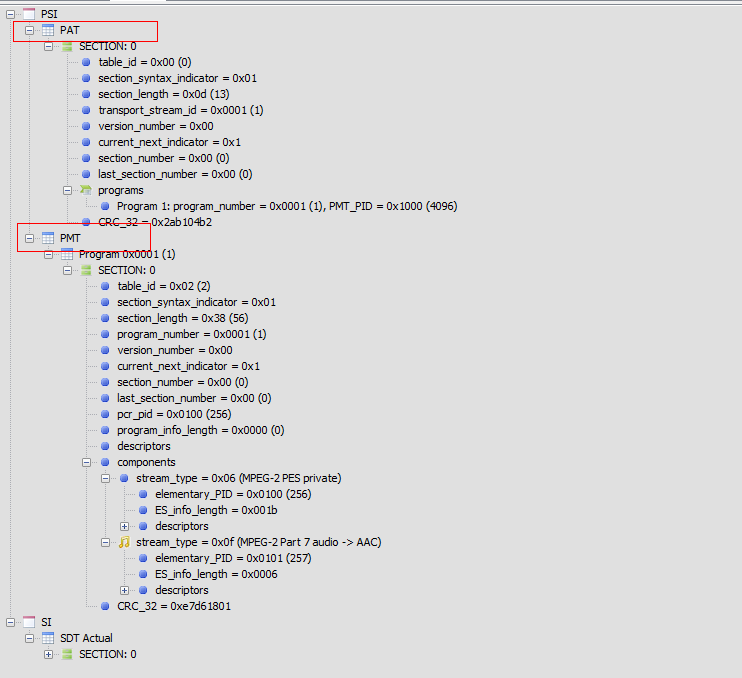 PSI
PAT
SECTION: 0
table_id = 0x00 (0)
section_syntax_indicator = 0x01
section_length = 0x0d (13)
transport_stream_id = 0x0001 (1)
version_number = 0x00
current_next_indicator = 0x1
section_number = 0x00 (0)
last_section_number = 0x00 (0)
programs
Program 1: program_number = 0x0001 (1), PMT_PID = 0x1000 (4096)
CRC_32 = 0x2ab104b2
PMT
Program 0x0001 (1)
SECTION: 0
table_id = 0x02 (2)
section_syntax_indicator = 0x01
section_length = 0x38 (56)
program_number = 0x0001 (1)
version_number = 0x00
current_next_indicator = 0x1
section_number = 0x00 (0)
last_section_number = 0x00 (0)
pcr_pid = 0x0100 (256)
program_info_length = 0x0000 (0)
descriptors
components
stream_type = 0x06 (MPEG-2 PES private)
elementary_PID = 0x0100 (256)
ES_info_length = 0x001b
descriptors
stream_type = 0x0f (MPEG-2 Part 7 audio -> AAC)
elementary_PID = 0x0101 (257)
ES_info_length = 0x0006
descriptors
CRC_32 = 0xe7d61801
SI
SDT Actual
SECTION: 0